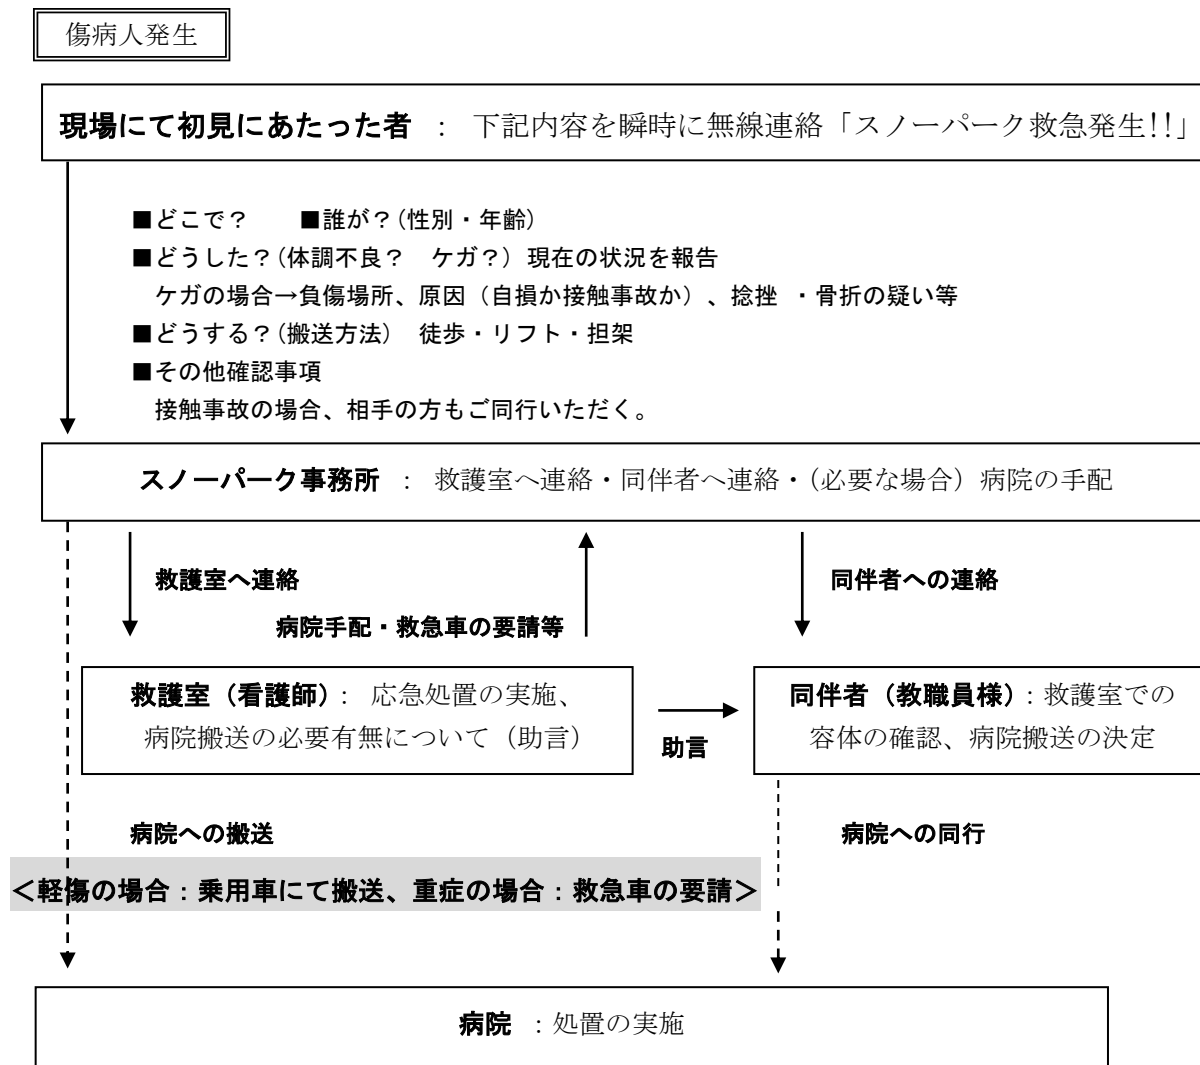 傷病人発生
現場にて初見にあたった者 ： 下記内容を瞬時に無線連絡「スノーパーク救急発生!!」
■どこで？　■誰が？(性別・年齢)
■どうした？(体調不良？　ケガ？) 現在の状況を報告
ケガの場合→負傷場所、原因（自損か接触事故か）、捻挫 ・骨折の疑い等
■どうする？(搬送方法)　徒歩・リフト・担架
■その他確認事項
接触事故の場合、相手の方もご同行いただく。
スノーパーク事務所 ： 救護室へ連絡・同伴者へ連絡・(必要な場合）病院の手配
救護室へ連絡
同伴者への連絡
病院手配・救急車の要請等
救護室（看護師）： 応急処置の実施、
病院搬送の必要有無について（助言）
助言
同伴者（教職員様）：救護室での
容体の確認、病院搬送の決定
病院への搬送
病院への同行
＜軽傷の場合：乗用車にて搬送、重症の場合：救急車の要請＞
病院 ：処置の実施